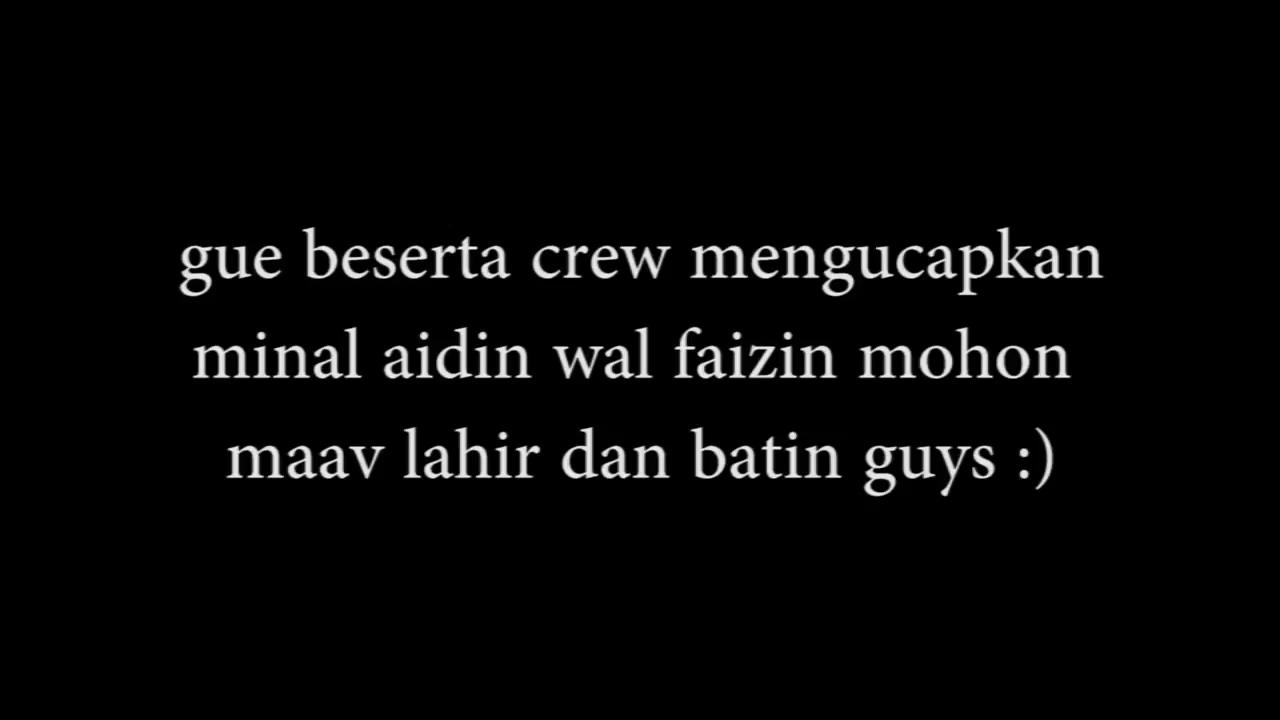 gue beserta crew mengucapkan
minal aidin wal faizin mohon
maav lahir dan batin guys :)